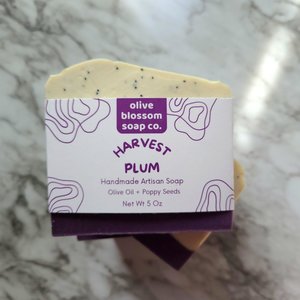 olive
blossom
soap co.
HARVEST
PLUM
Handmade Artisan Soap
Olive Oil + Poppy Seeds
Net Wt 5 Oz